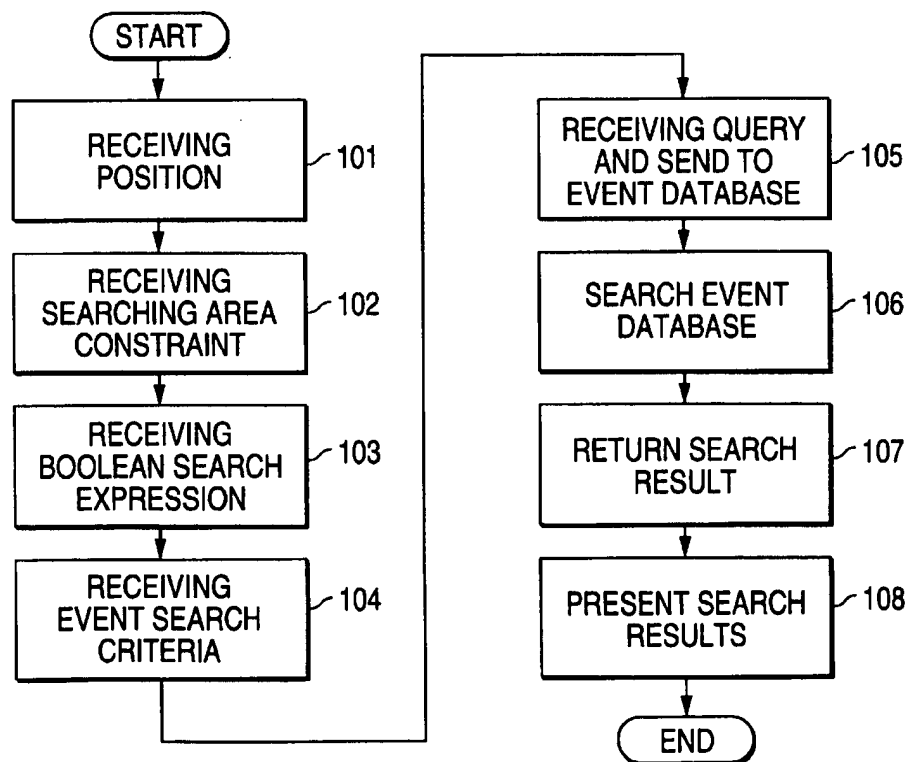 START
RECEIVING
POSITION
101
RECEIVING
SEARCHING AREA
CONSTRAINT
102
RECEIVING
BOOLEAN SEARCH
EXPRESSION
103
RECEIVING
EVENT SEARCH
CRITERIA
104
RECEIVING QUERY
AND SEND TO
EVENT DATABASE
105
SEARCH EVENT
DATABASE
106
RETURN SEARCH
RESULT
107
PRESENT SEARCH
RESULTS
108
END